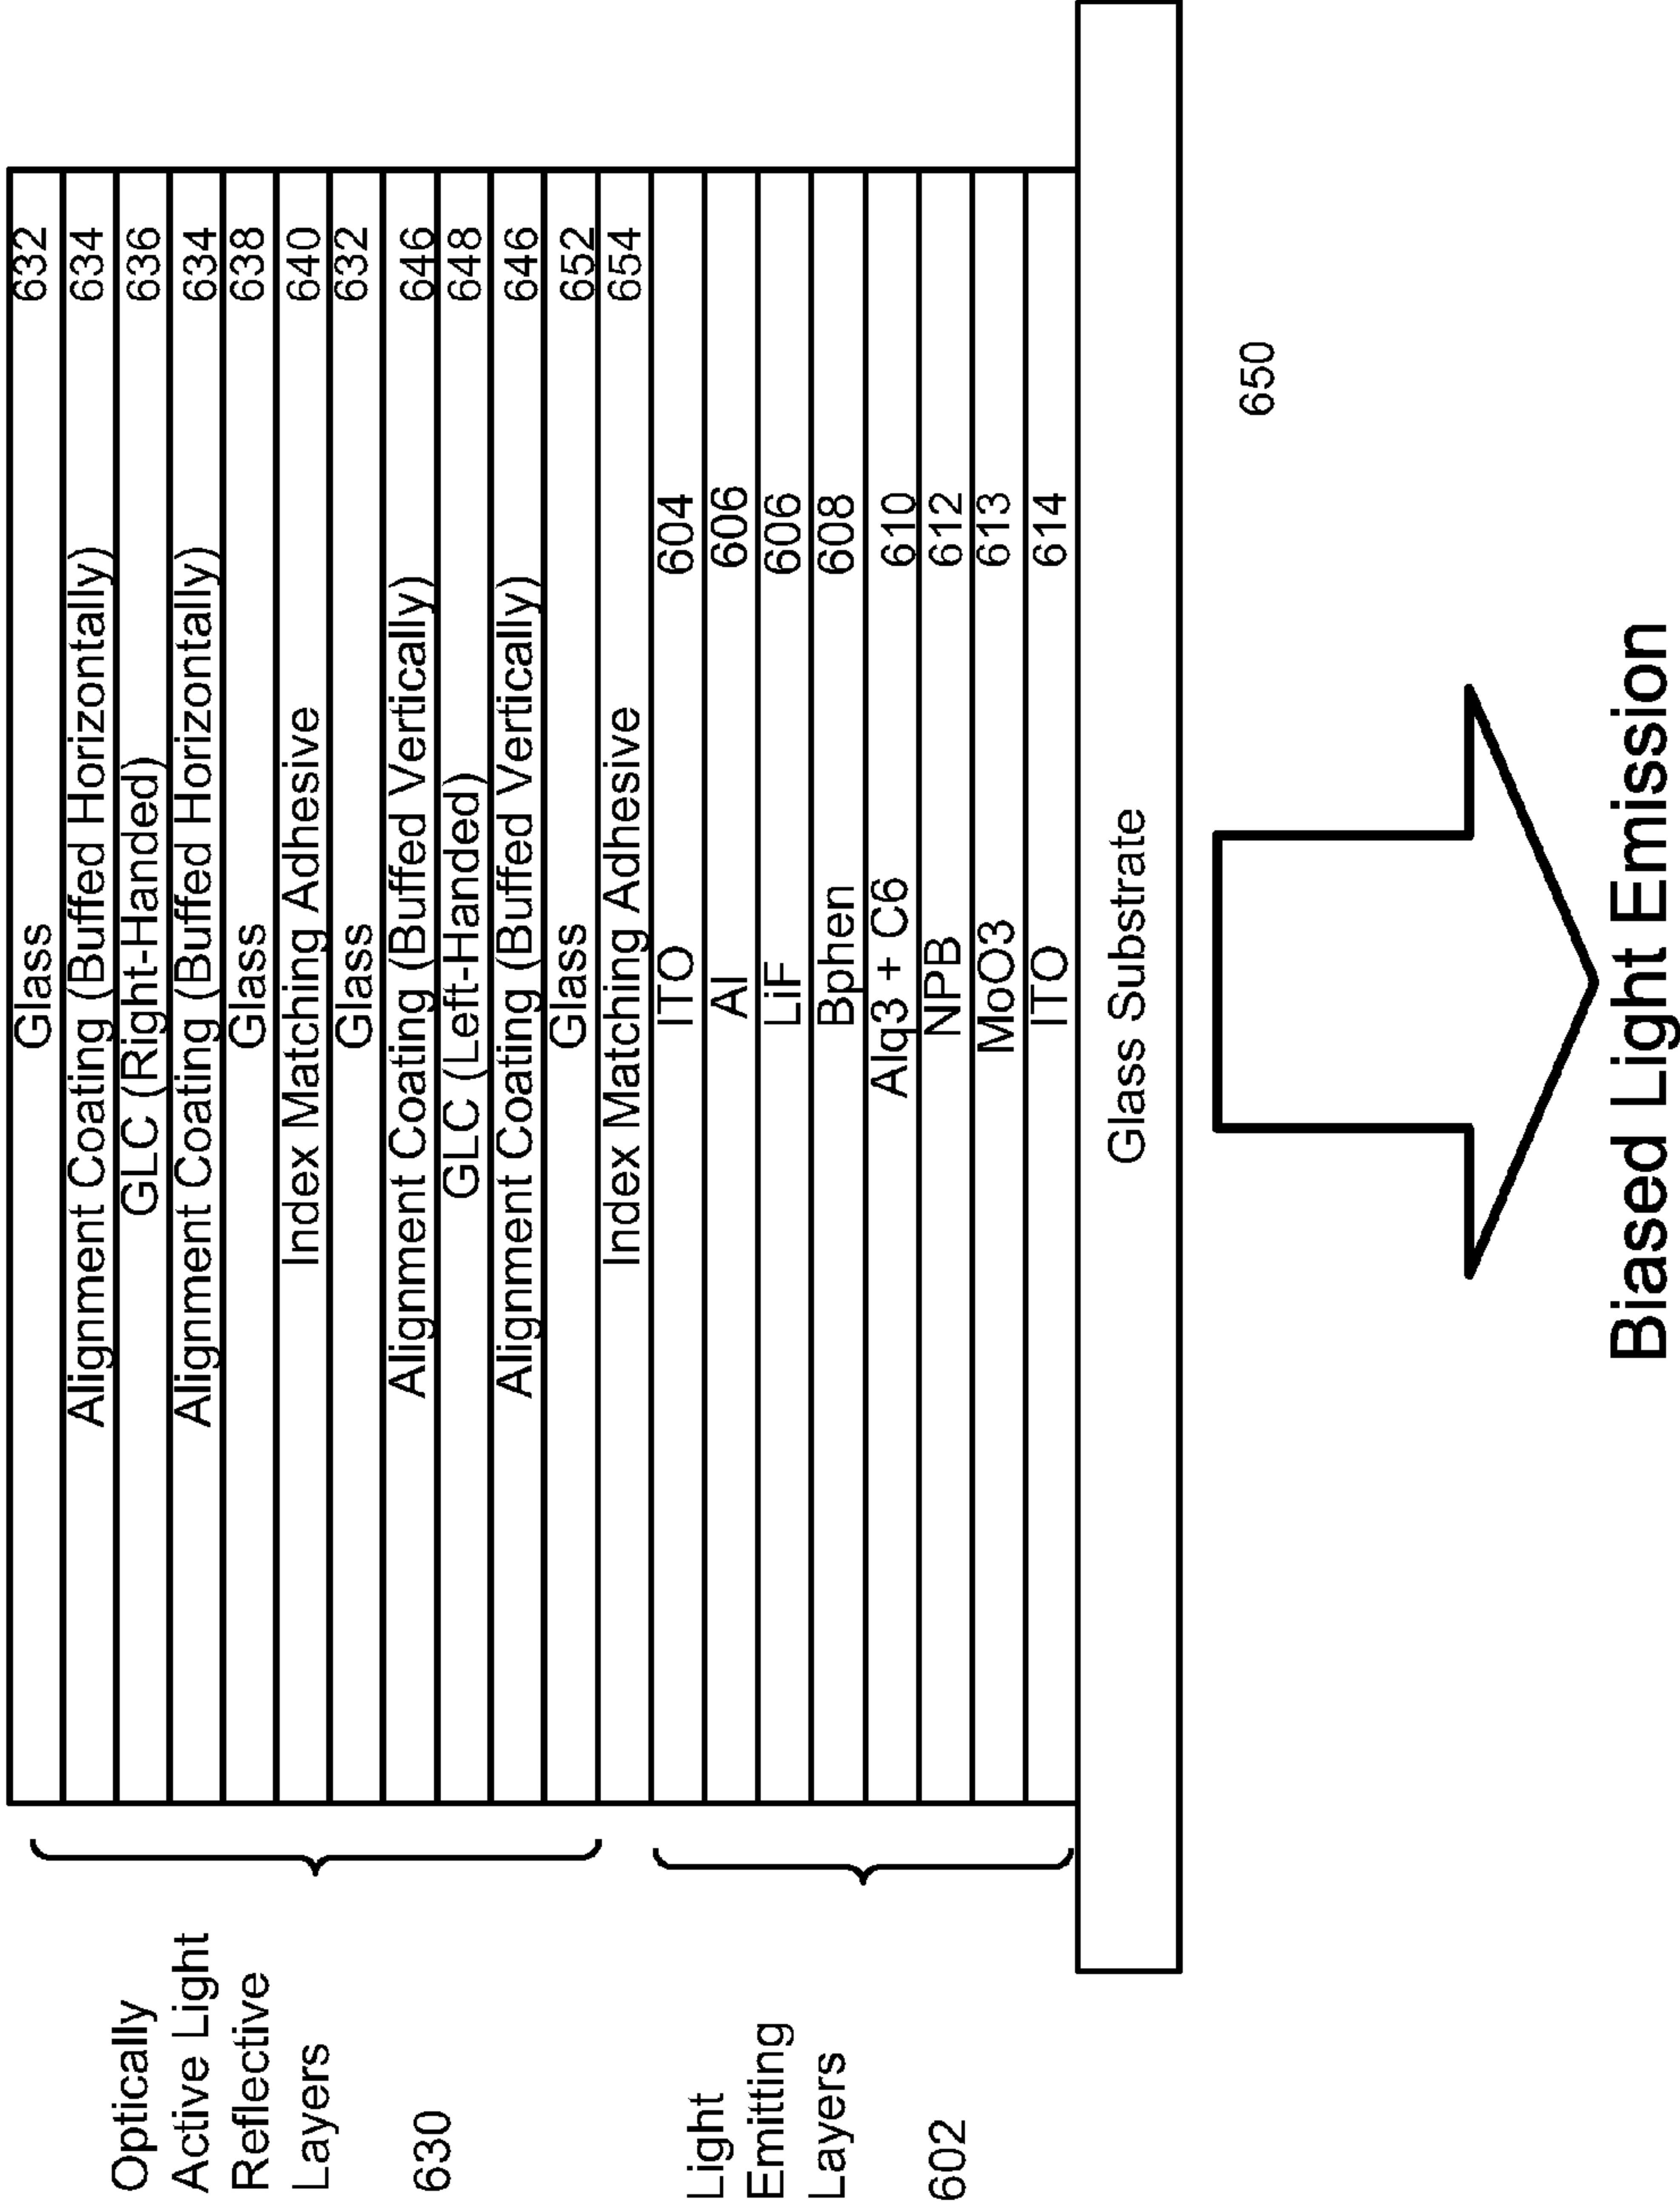 Glass 632
Alignment Coating (Buffed Horizontally) 634
GLC (Right-Handed) 636
Alignment Coating (Buffed Horizontally) 634
Glass 638
Index Matching Adhesive 640
Glass 632
Alignment Coating (Buffed Vertically) 646
GLC (Left-Handed) 648
Alignment Coating (Buffed Vertically) 646
Glass 652
Index Matching Adhesive 654
ITO 604
Al 606
LiF 606
Bphen 608
Alq3 + C6 610
NPB 612
MoO3 613
ITO 614
Glass Substrate
Optically
Active Light
Reflective
Layers
630
Light
Emitting
Layers
602
650
Biased Light Emission